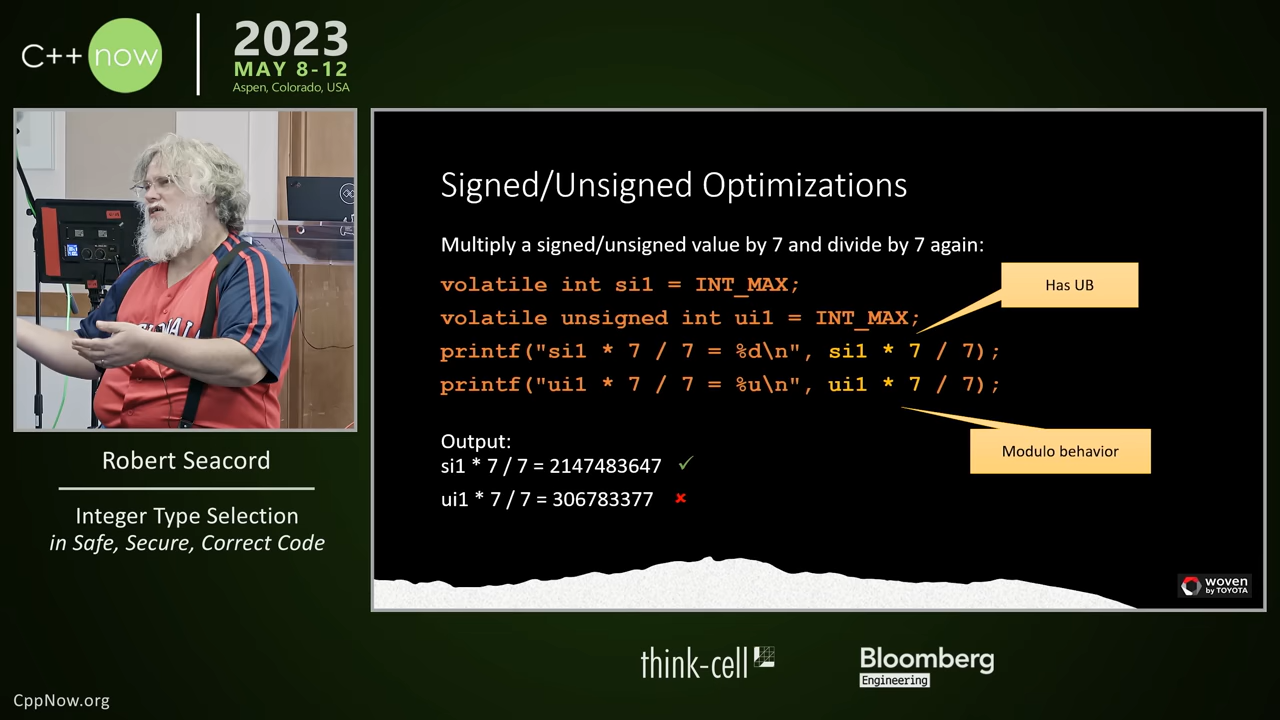 C++ now
2023
MAY 8-12
Aspen, Colorado, USA
Robert Seacord
Integer Type Selection
in Safe, Secure, Correct Code
Signed/Unsigned Optimizations
Multiply a signed/unsigned value by 7 and divide by 7 again:
volatile int si1 = INT_MAX;
volatile unsigned int ui1 = INT_MAX;
printf("si1 * 7 / 7 = %d\n", si1 * 7 / 7);
printf("ui1 * 7 / 7 = %u\n", ui1 * 7 / 7);
Has UB
Modulo behavior
Output:
si1 * 7 / 7 = 2147483647 ✓
ui1 * 7 / 7 = 306783377 ✘
woven
by TOYOTA
think-cell
Bloomberg
Engineering
CppNow.org